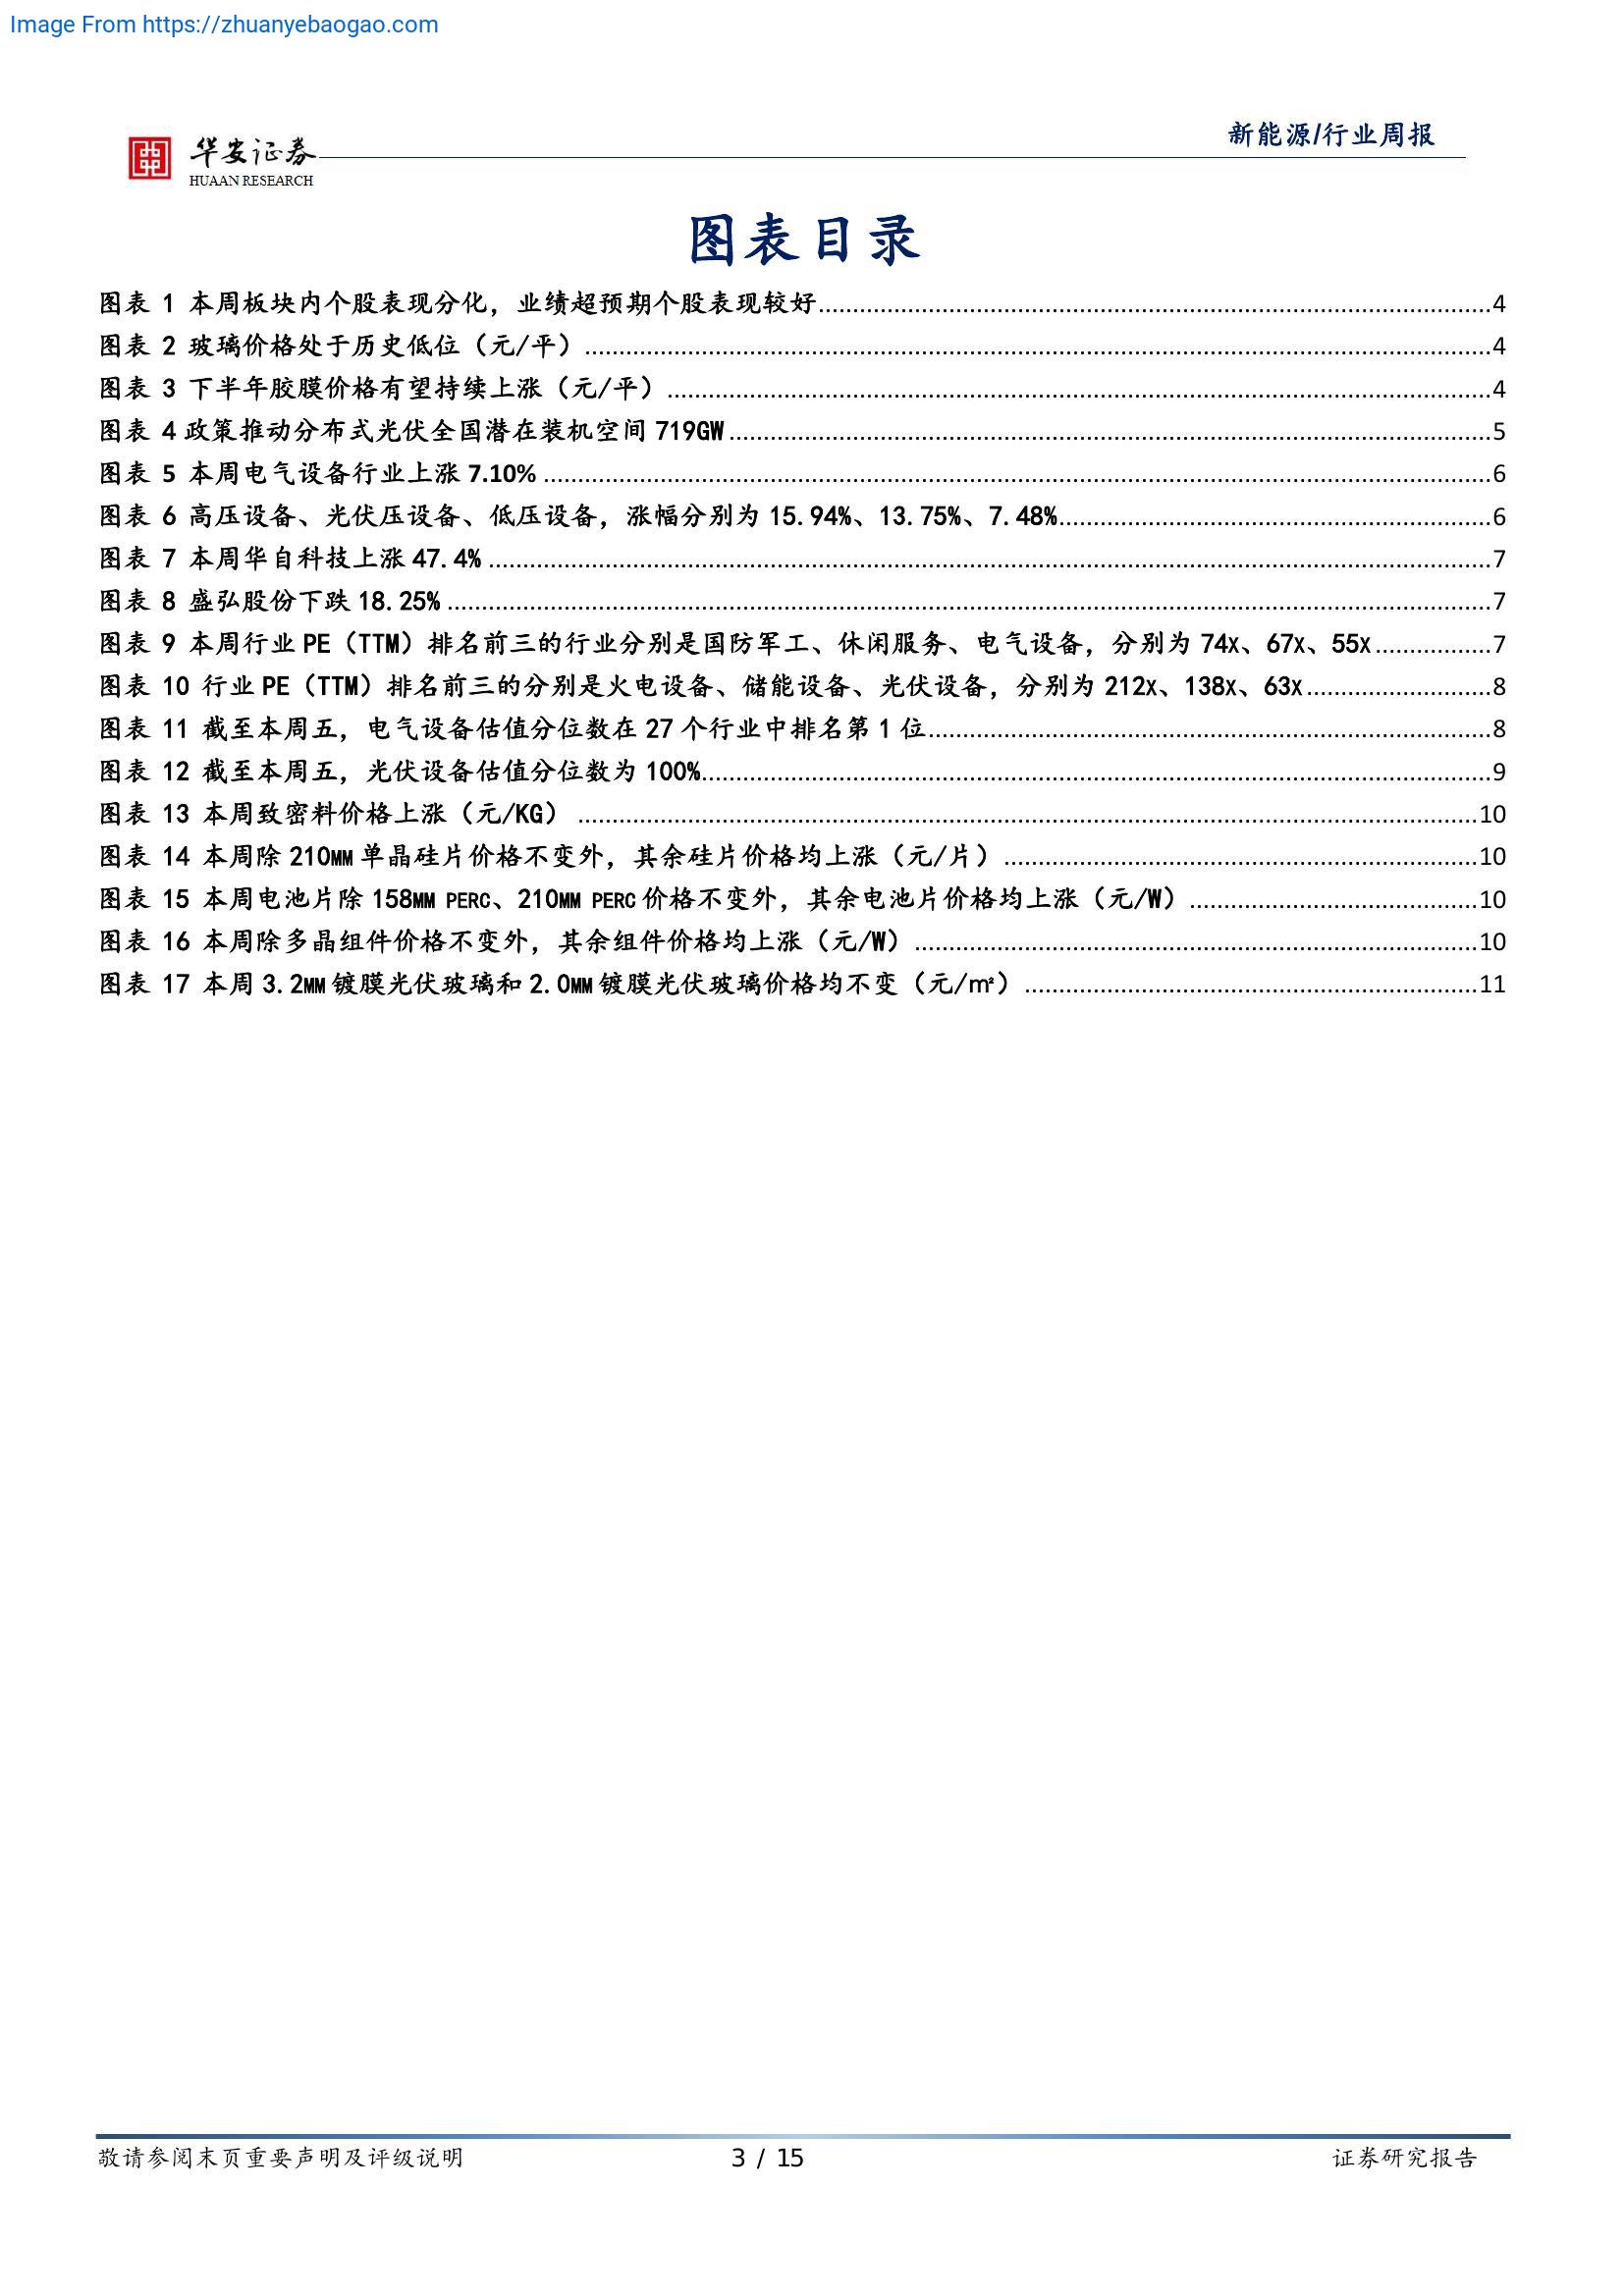 Image From https://zhuanyebaogao.com
华安证券
HUAAN RESEARCH
新能源/行业周报
图表目录
图表 1 本周板块内个股表现分化，业绩超预期个股表现较好 4
图表 2 玻璃价格处于历史低位（元/平） 4
图表 3 下半年胶膜价格有望持续上涨（元/平） 4
图表 4 政策推动分布式光伏全国潜在装机空间 719GW 5
图表 5 本周电气设备行业上涨 7.10% 6
图表 6 高压设备、光伏压设备、低压设备，涨幅分别为 15.94%、13.75%、7.48% 6
图表 7 本周华自科技上涨 47.4% 7
图表 8 盛弘股份下跌 18.25% 7
图表 9 本周行业 PE（TTM）排名前三的行业分别是国防军工、休闲服务、电气设备，分别为 74X、67X、55X 7
图表 10 行业 PE（TTM）排名前三的分别是火电设备、储能设备、光伏设备，分别为 212X、138X、63X 8
图表 11 截至本周五，电气设备估值分位数在 27 个行业中排名第 1 位 8
图表 12 截至本周五，光伏设备估值分位数为 100% 9
图表 13 本周致密料价格上涨（元/KG） 10
图表 14 本周除 210MM 单晶硅片价格不变外，其余硅片价格均上涨（元/片） 10
图表 15 本周电池片除 158MM PERC、210MM PERC 价格不变外，其余电池片价格均上涨（元/W） 10
图表 16 本周除多晶组件价格不变外，其余组件价格均上涨（元/W） 10
图表 17 本周 3.2MM 镀膜光伏玻璃和 2.0MM 镀膜光伏玻璃价格均不变（元/㎡） 11
敬请参阅末页重要声明及评级说明 3 / 15 证券研究报告